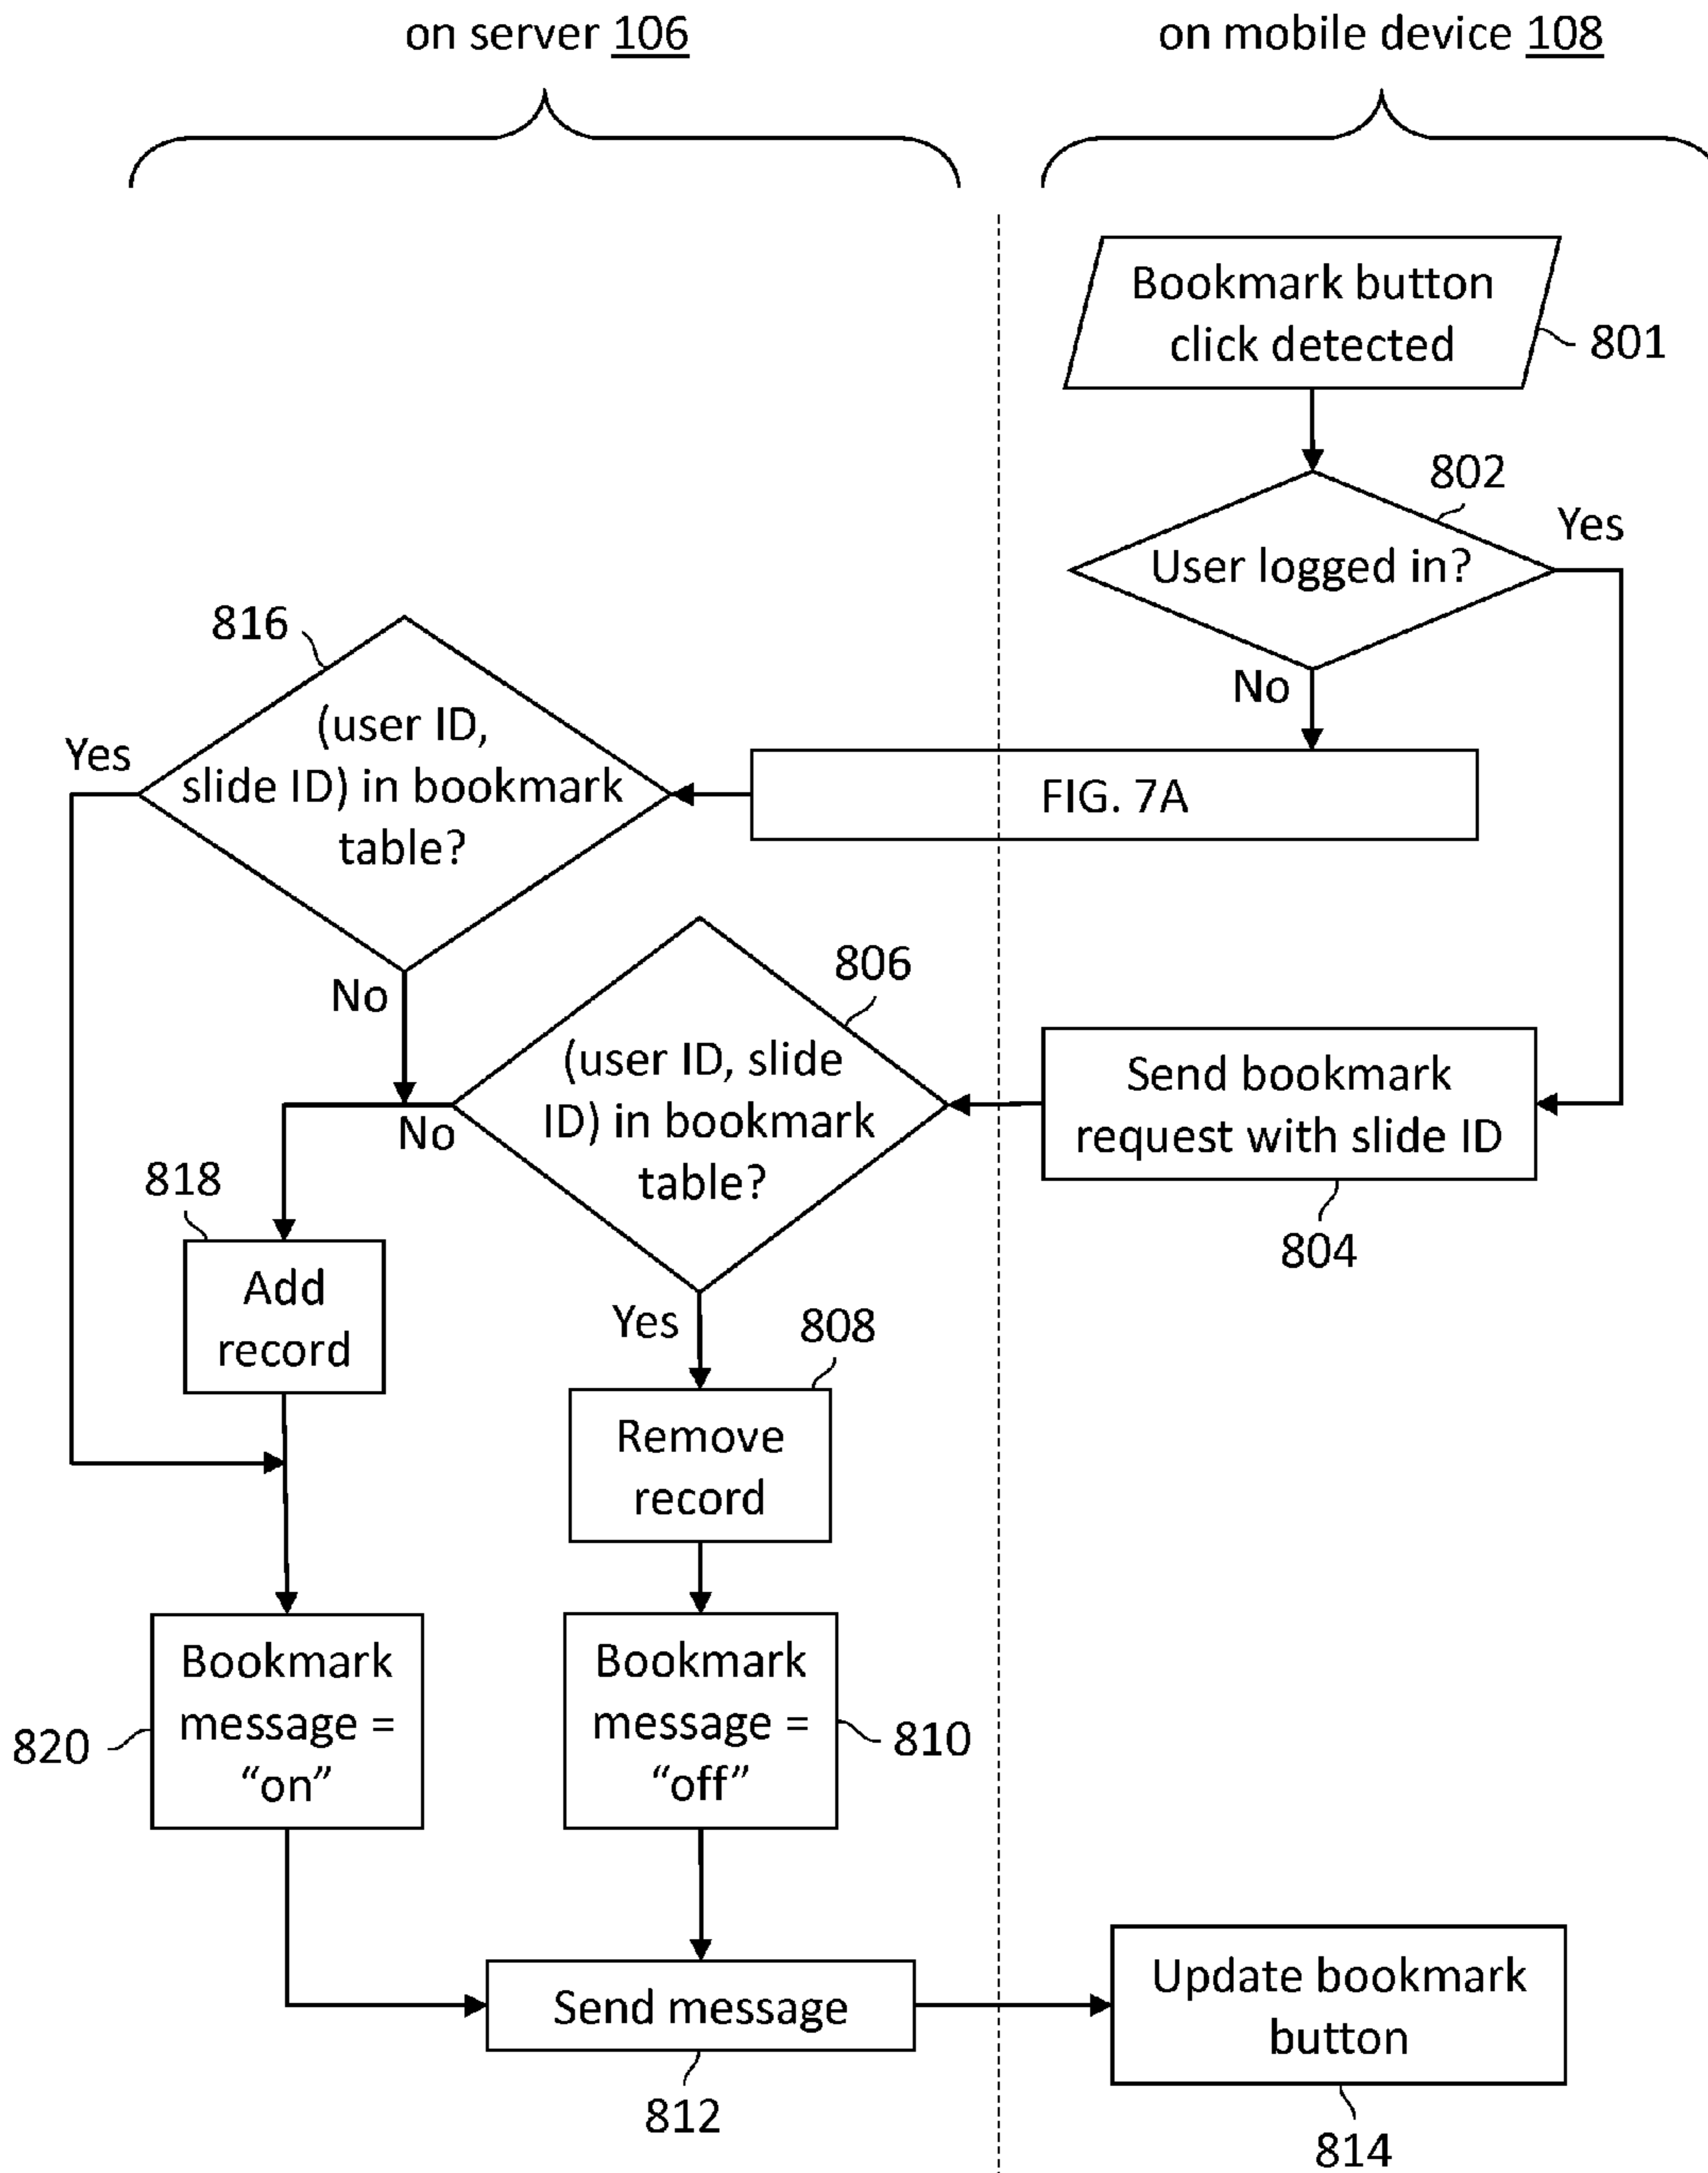 on server 106
on mobile device 108
Bookmark button
click detected
801
802
Yes
User logged in?
No
816
Yes
(user ID,
slide ID) in bookmark
table?
No
FIG. 7A
806
(user ID, slide
ID) in bookmark
table?
No
Yes
Send bookmark
request with slide ID
804
818
Add
record
808
Remove
record
Bookmark
message =
“on”
820
Bookmark
message =
“off”
810
Send message
812
Update bookmark
button
814